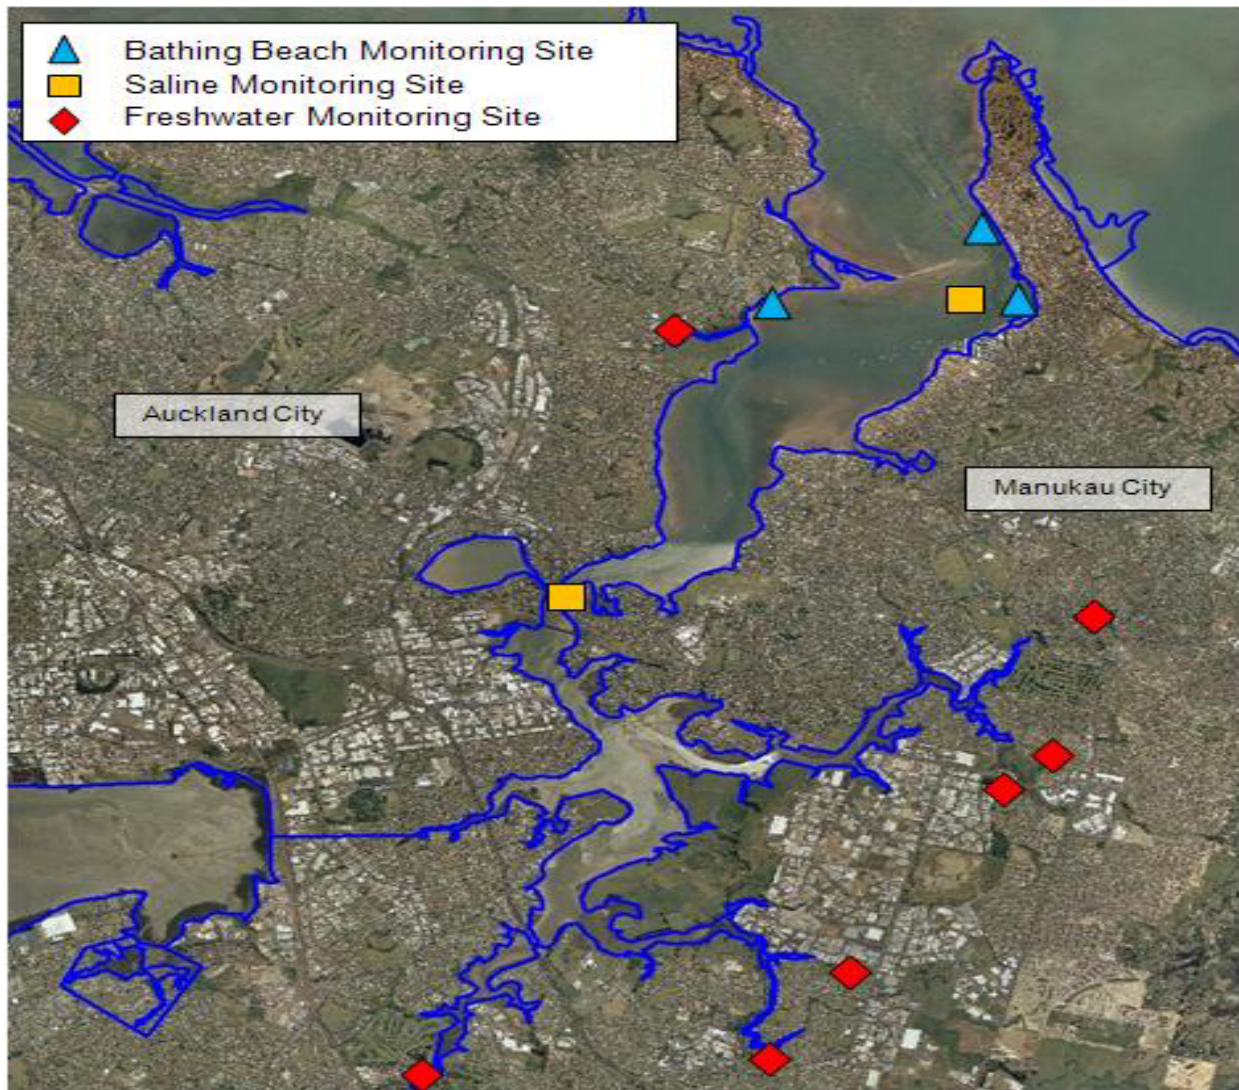 Bathing Beach Monitoring Site
Saline Monitoring Site
Freshwater Monitoring Site
Auckland City
Manukau City